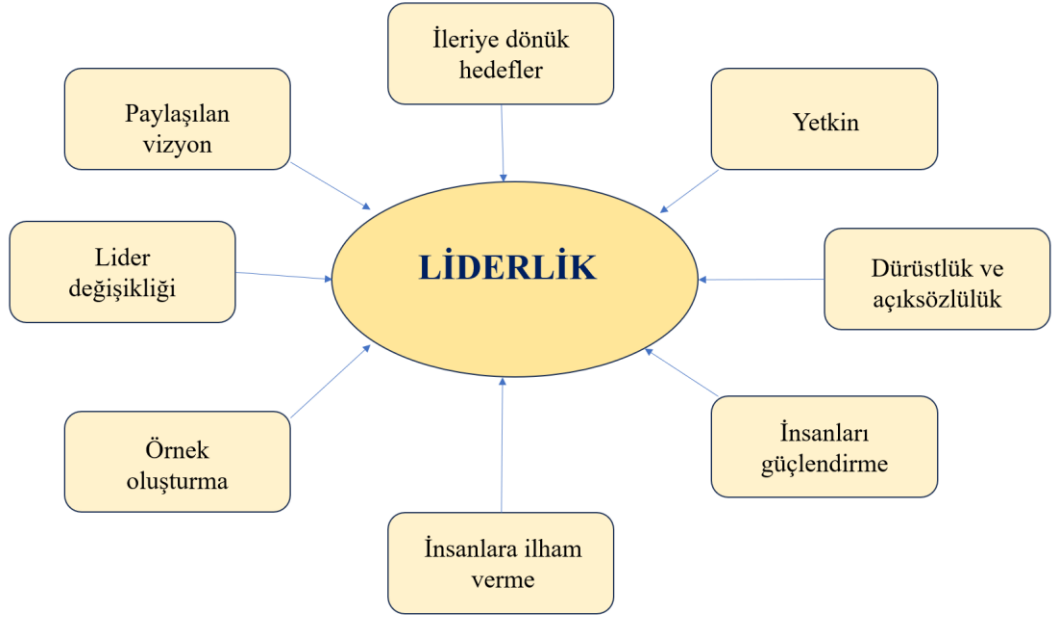 İleriye dönük
hedefler
Paylaşılan
vizyon
Yetkin
Lider
değişikliği
LİDERLİK
Dürüstlük ve
açıksözlülük
Örnek
oluşturma
İnsanları
güçlendirme
İnsanlara ilham
verme